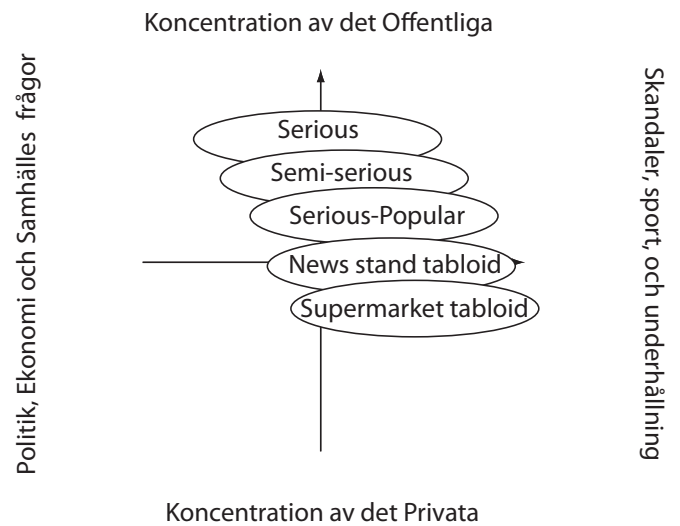 Koncentration av det Offentliga
Politik, Ekonomi och Samhälles frågor
Skandaler, sport, och underhållning
Serious
Semi-serious
Serious-Popular
News stand tabloid
Supermarket tabloid
Koncentration av det Privata